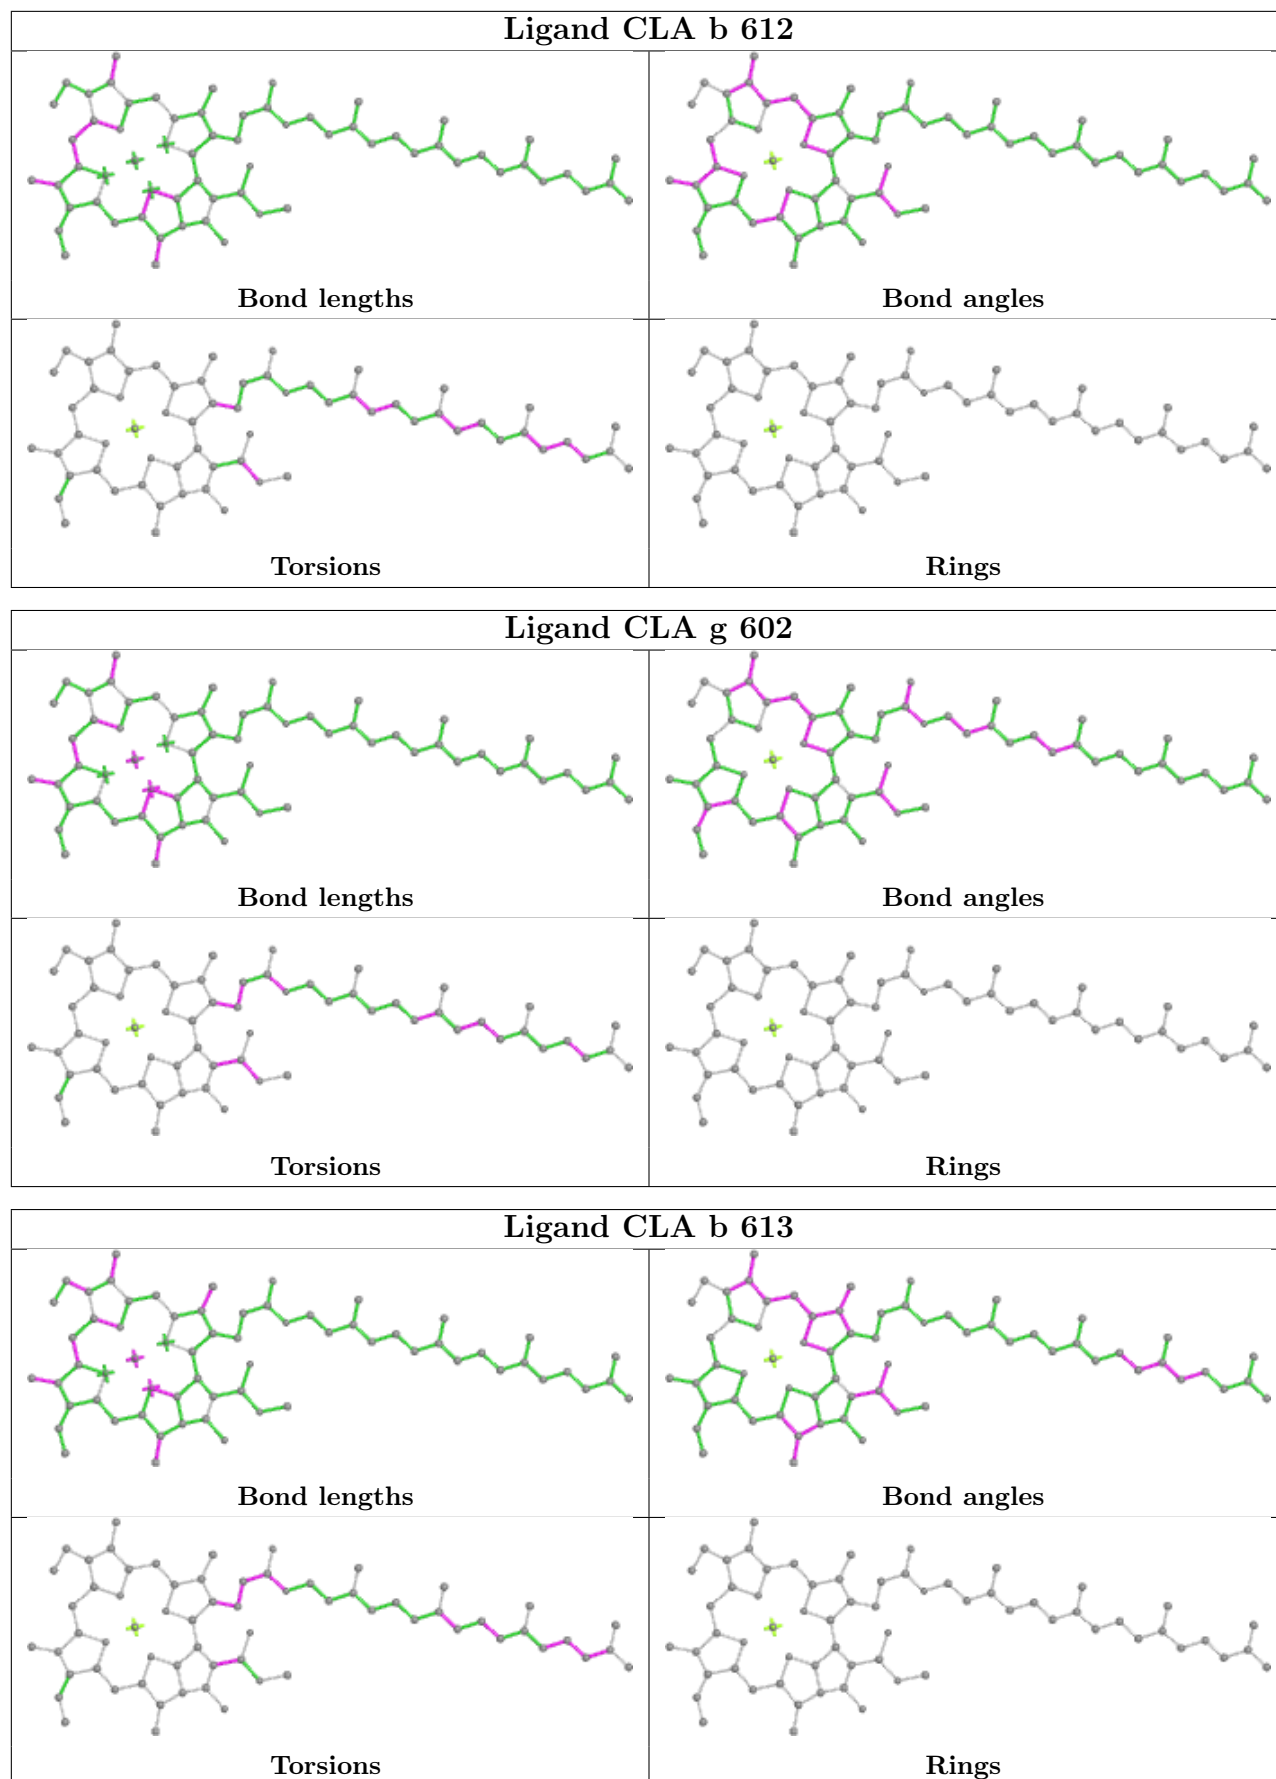 Ligand CLA b 612
Bond lengths
Bond angles
Torsions
Rings
Ligand CLA g 602
Bond lengths
Bond angles
Torsions
Rings
Ligand CLA b 613
Bond lengths
Bond angles
Torsions
Rings